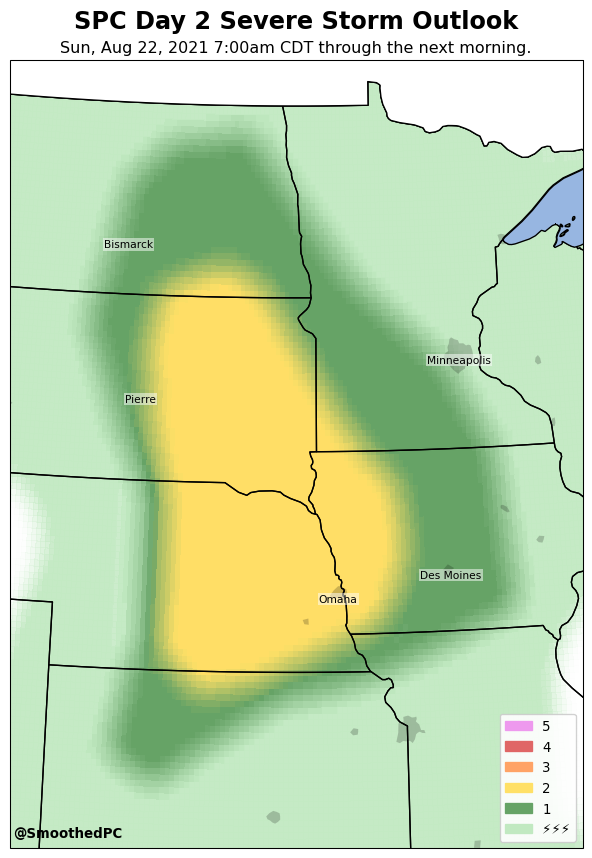 SPC Day 2 Severe Storm Outlook
Sun, Aug 22, 2021 7:00am CDT through the next morning.
Bismarck
Minneapolis
Pierre
Des Moines
Omaha
5
4
3
2
1
⚡⚡⚡
@SmoothedPC